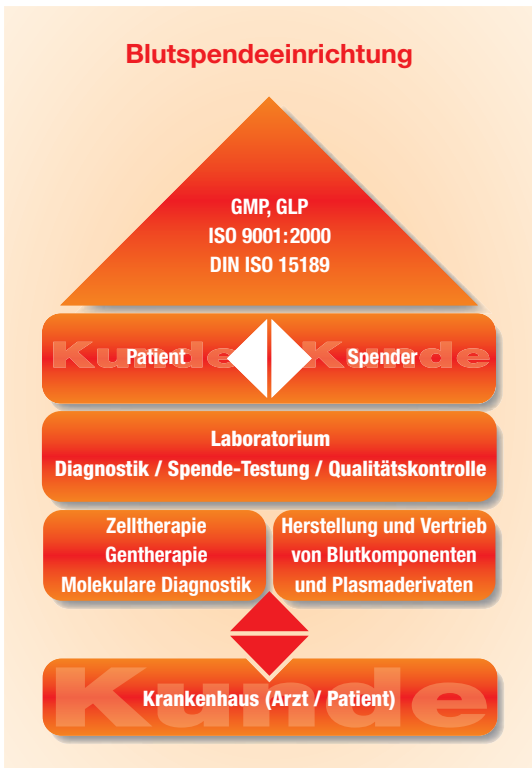 Blutspendeeinrichtung
GMP, GLP
ISO 9001:2000
DIN ISO 15189
Kunde Kunde
Patient Spender
Laboratorium
Diagnostik / Spende-Testung / Qualitätskontrolle
Zelltherapie
Gentherapie
Molekulare Diagnostik
Herstellung und Vertrieb
von Blutkomponenten
und Plasmaderivaten
Kunde
Krankenhaus (Arzt / Patient)